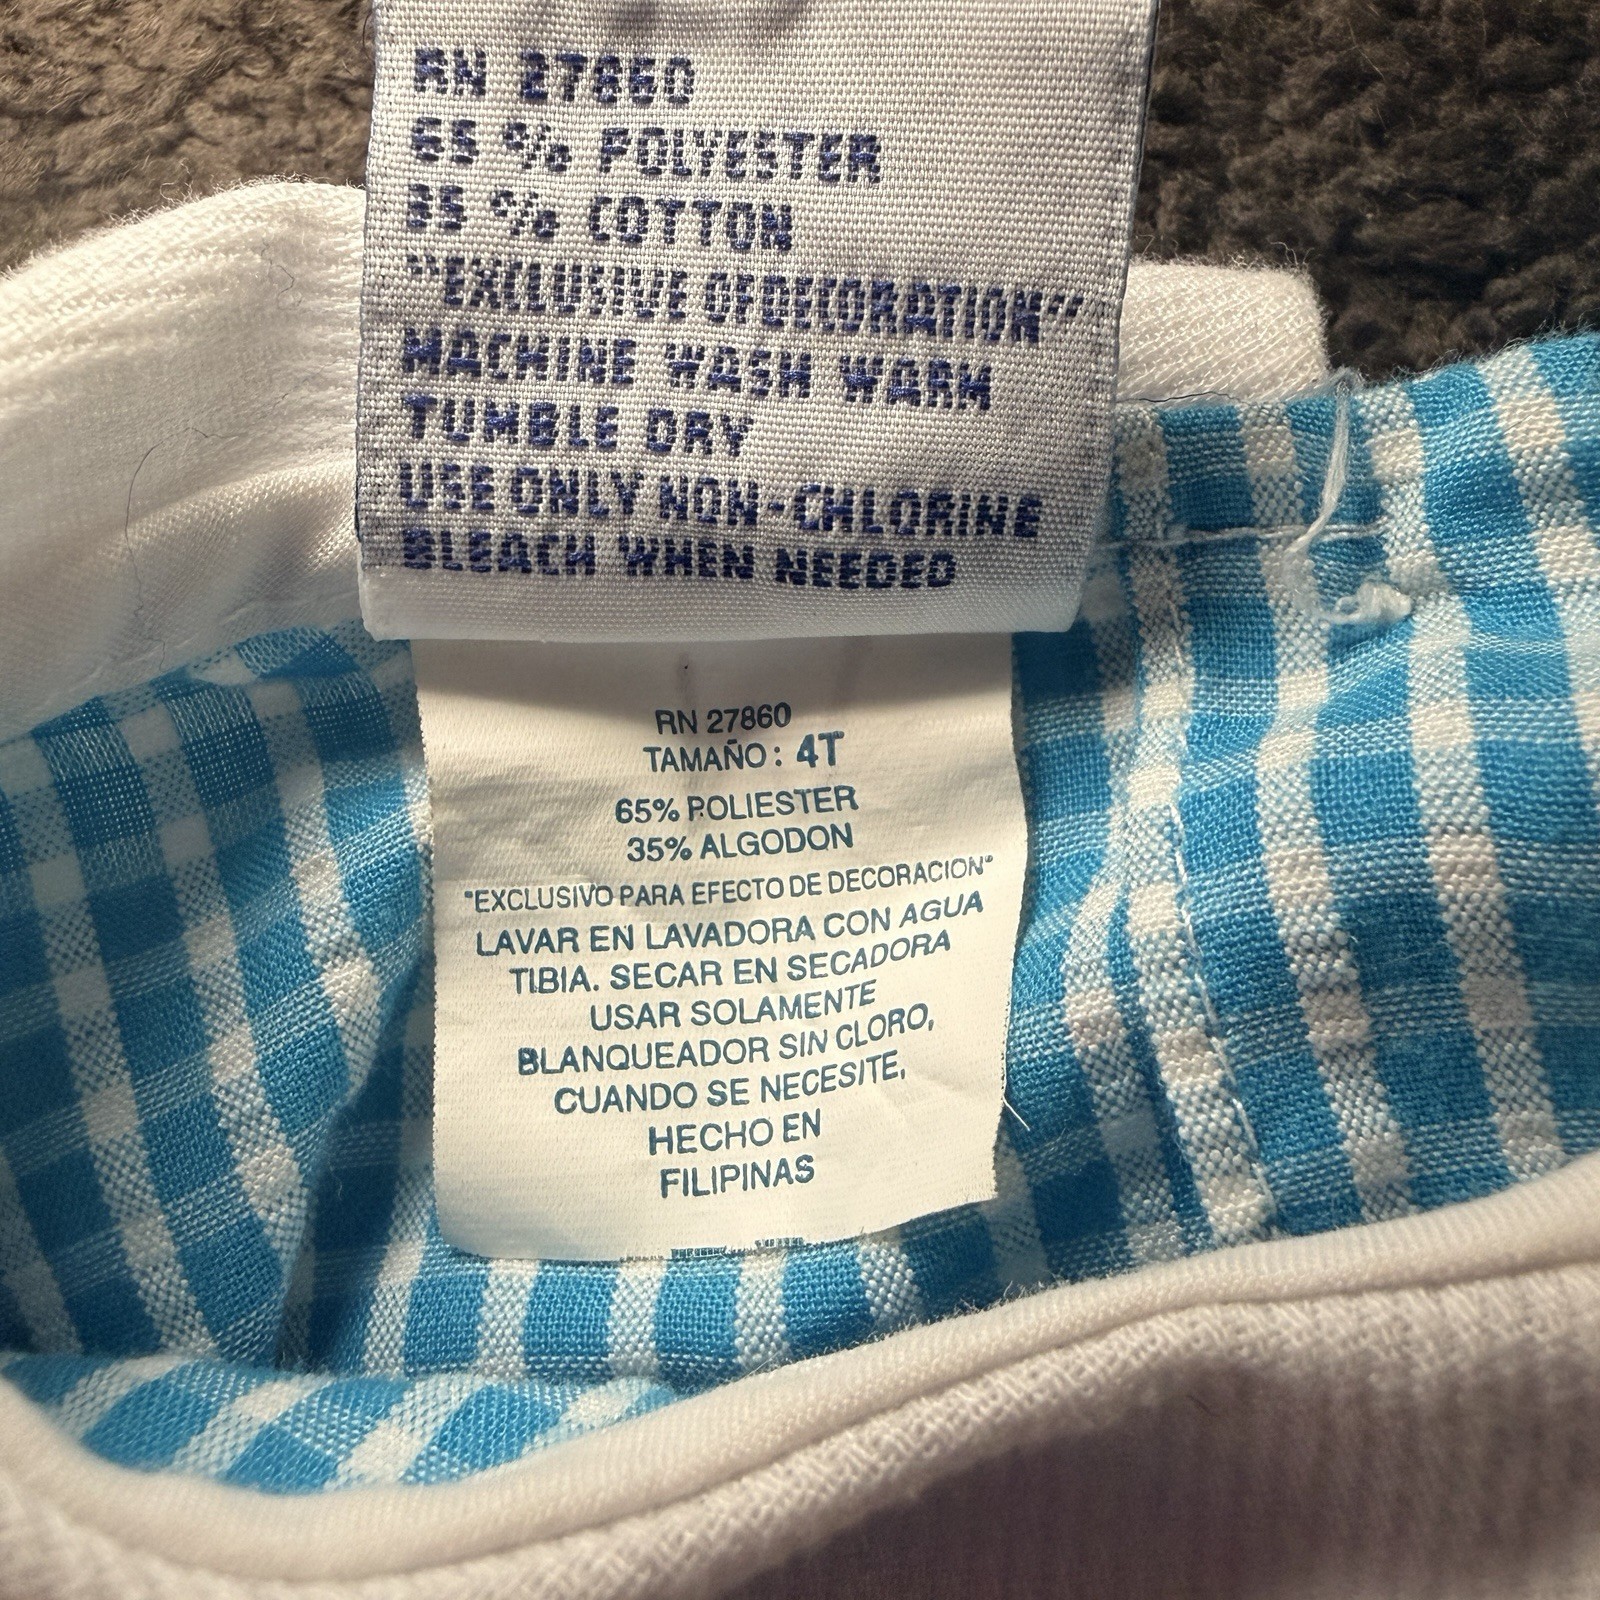 RN 27860
65 % POLYESTER
35 % COTTON
"EXCLUSIVE OF DECORATION"
MACHINE WASH WARM
TUMBLE DRY
USE ONLY NON-CHLORINE
BLEACH WHEN NEEDED
RN 27860
TAMAÑO: 4T
65% POLIESTER
35% ALGODON
"EXCLUSIVO PARA EFECTO DE DECORACION"
LAVAR EN LAVADORA CON AGUA
TIBIA. SECAR EN SECADORA
USAR SOLAMENTE
BLANQUEADOR SIN CLORO,
CUANDO SE NECESITE,
HECHO EN
FILIPINAS